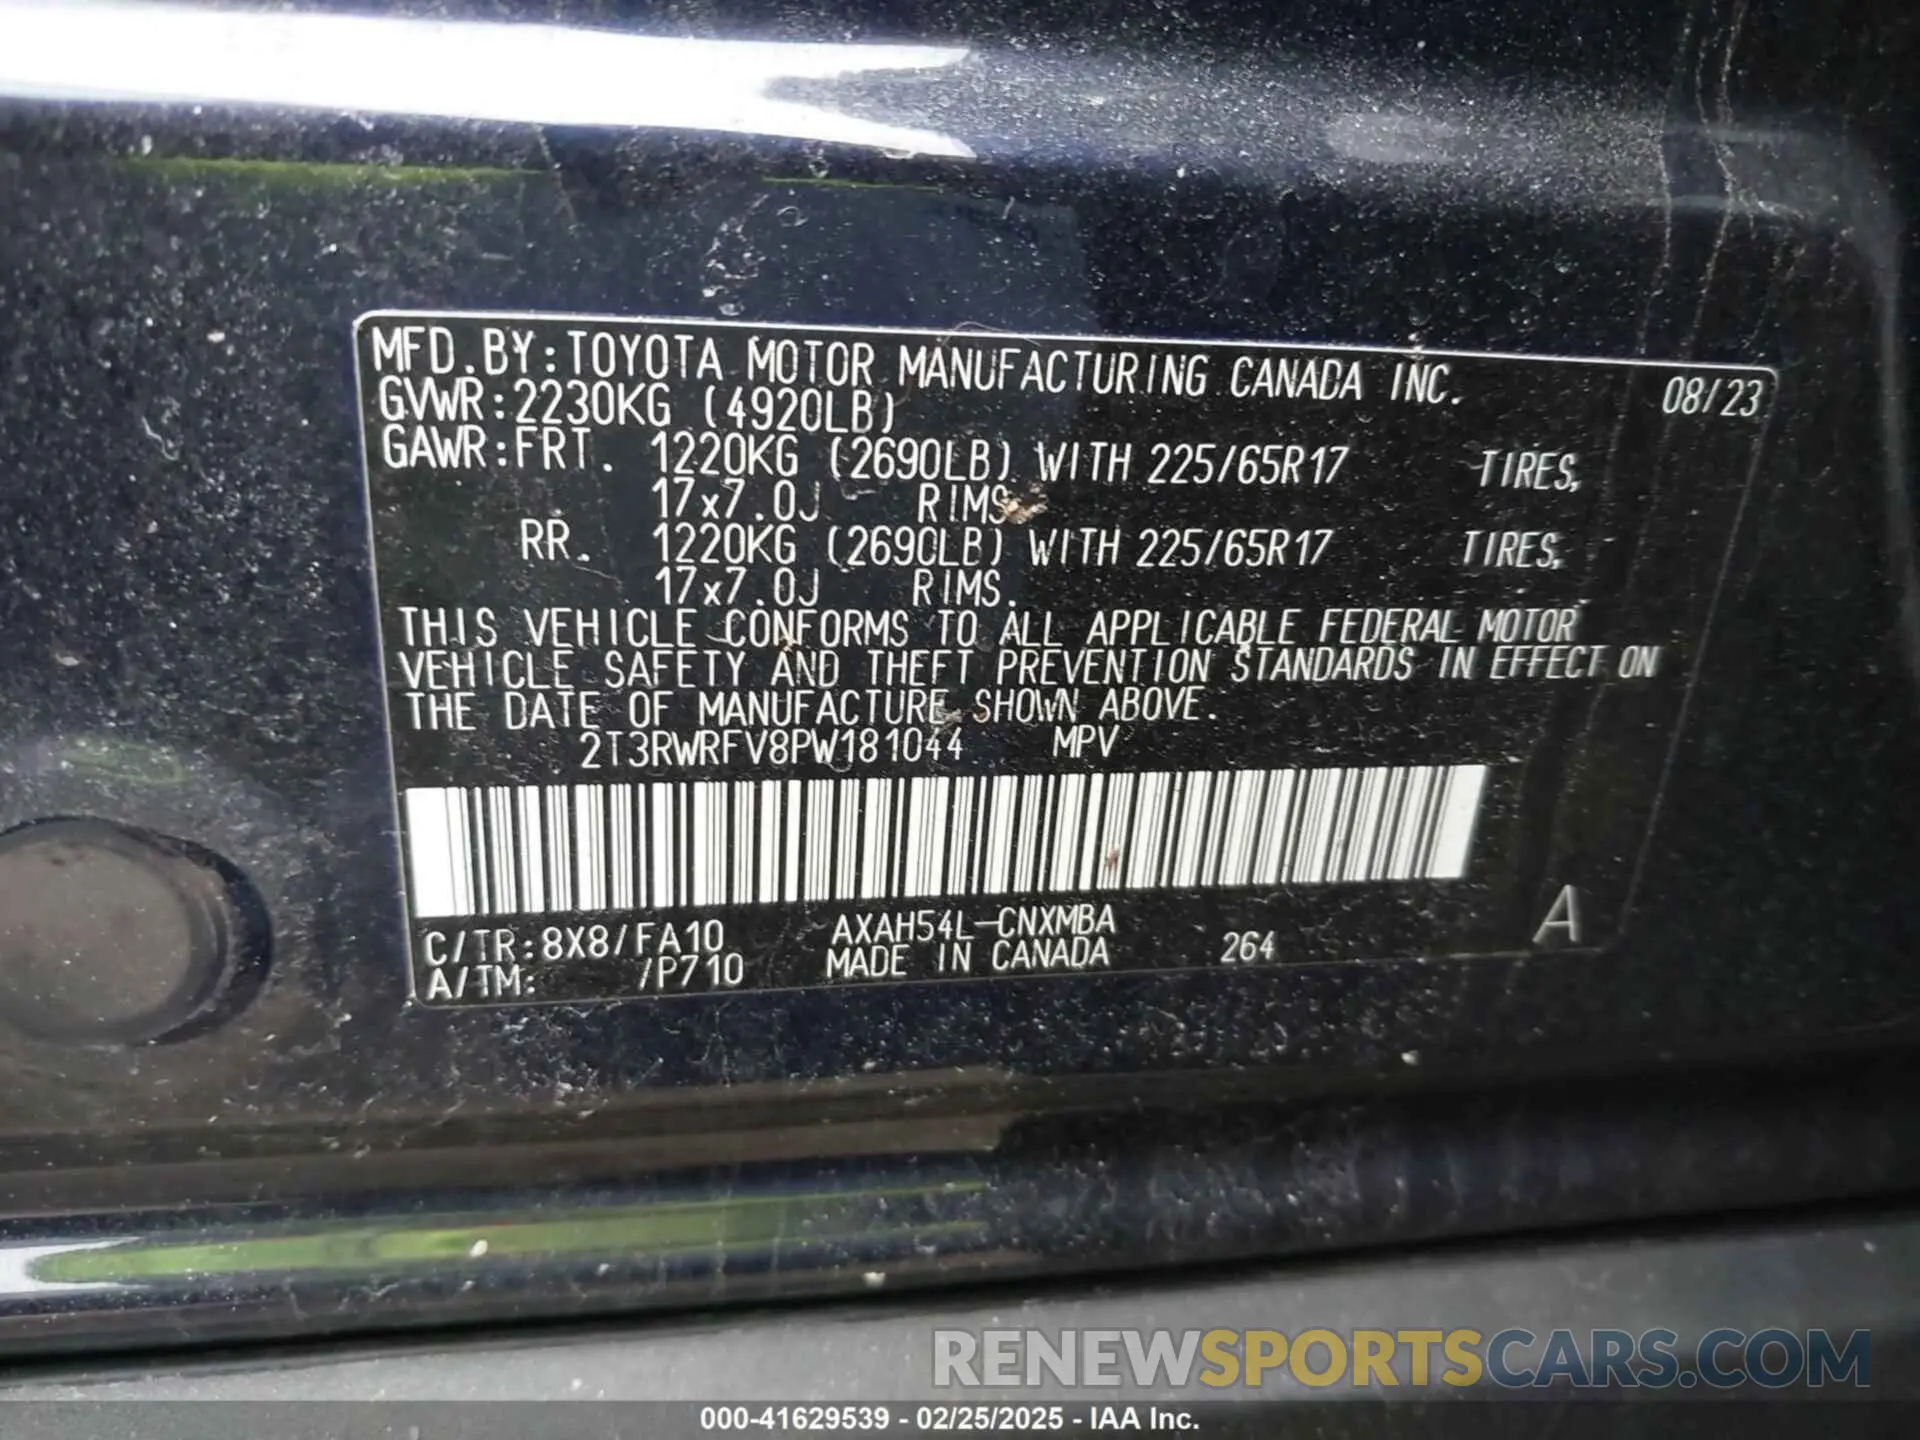 MFD.BY:TOYOTA MOTOR MANUFACTURING CANADA INC. 08/23
GVWR:2230KG (4920LB)
GAWR:FRT. 1220KG (2690LB) WITH 225/65R17 TIRES,
17x7.0J RIMS
RR. 1220KG (2690LB) WITH 225/65R17 TIRES,
17x7.0J RIMS.
THIS VEHICLE CONFORMS TO ALL APPLICABLE FEDERAL MOTOR
VEHICLE SAFETY AND THEFT PREVENTION STANDARDS IN EFFECT ON
THE DATE OF MANUFACTURE SHOWN ABOVE.
2T3RWRFV8PW181044 MPV
C/TR:8X8/FA10 AXAH54L-CNXMBA
A/TM: /P710 MADE IN CANADA 264 A
RENEWSPORTSCARS.COM
000-41629539 - 02/25/2025 - IAA Inc.